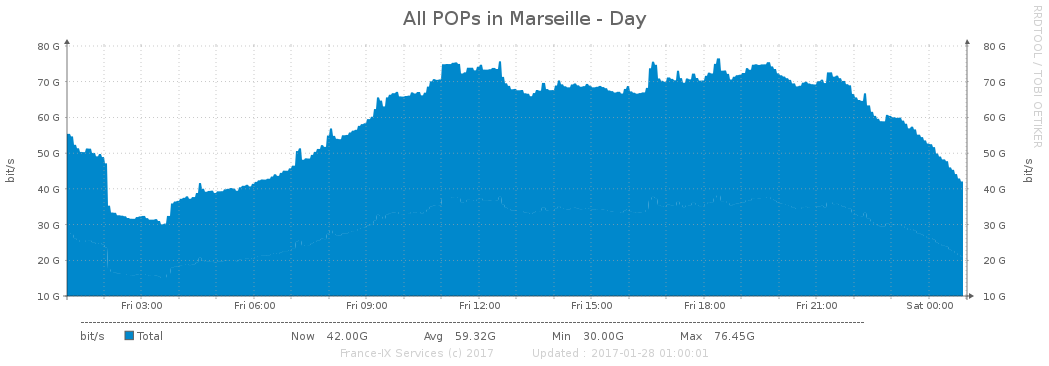 All POPs in Marseille - Day
RRDTOOL / TOBI OETIKER
80 G 80 G
70 G 70 G
60 G 60 G
50 G 50 G
40 G 40 G
30 G 30 G
20 G 20 G
10 G 10 G
bit/s
bit/s
Fri 03:00 Fri 06:00 Fri 09:00 Fri 12:00 Fri 15:00 Fri 18:00 Fri 21:00 Sat 00:00
bit/s Total Now 42.00G Avg 59.32G Min 30.00G Max 76.45G
France-IX Services (c) 2017 Updated : 2017-01-28 01:00:01